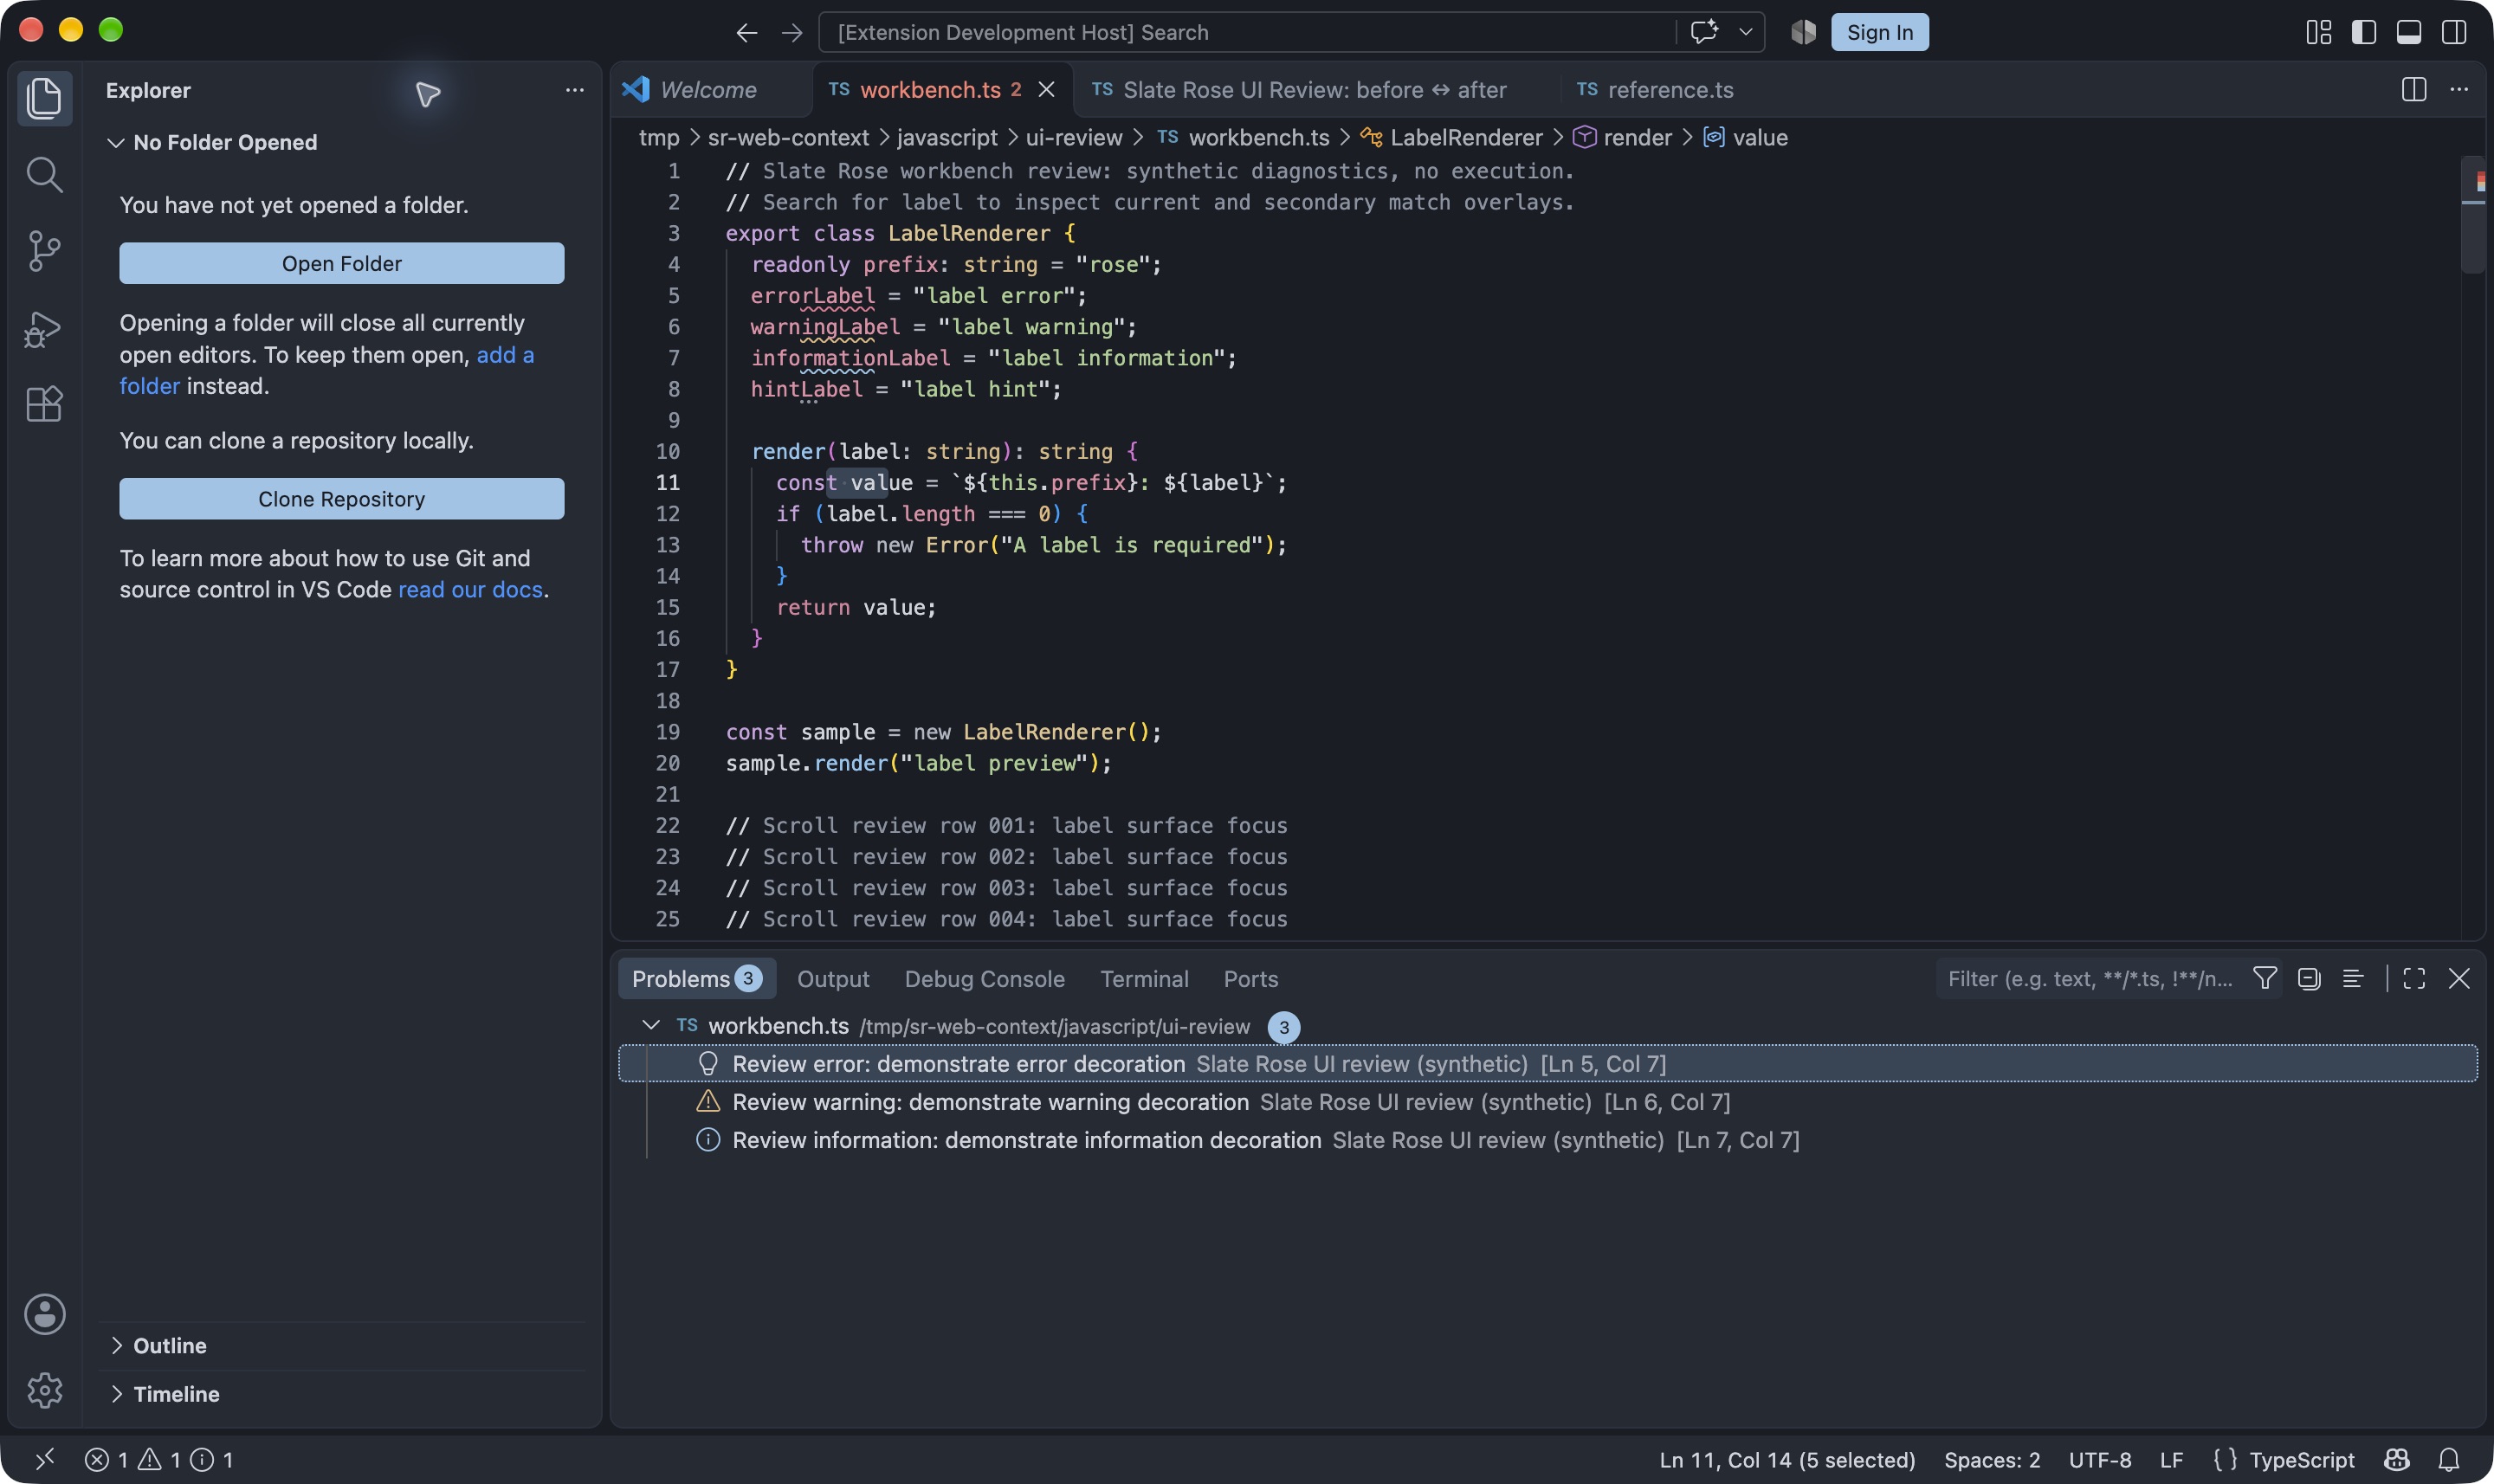 [Extension Development Host] Search
Sign In
Explorer
No Folder Opened
You have not yet opened a folder.
Open Folder
Opening a folder will close all currently
open editors. To keep them open, add a
folder instead.
You can clone a repository locally.
Clone Repository
To learn more about how to use Git and
source control in VS Code read our docs.
Outline
Timeline
Welcome
TS workbench.ts 2
TS Slate Rose UI Review: before ↔ after
TS reference.ts
tmp > sr-web-context > javascript > ui-review > TS workbench.ts > LabelRenderer > render > value
1 // Slate Rose workbench review: synthetic diagnostics, no execution.
2 // Search for label to inspect current and secondary match overlays.
3 export class LabelRenderer {
4 readonly prefix: string = "rose";
5 errorLabel = "label error";
6 warningLabel = "label warning";
7 informationLabel = "label information";
8 hintLabel = "label hint";
9
10 render(label: string): string {
11 const·value = `${this.prefix}: ${label}`;
12 if (label.length === 0) {
13 throw new Error("A label is required");
14 }
15 return value;
16 }
17 }
18
19 const sample = new LabelRenderer();
20 sample.render("label preview");
21
22 // Scroll review row 001: label surface focus
23 // Scroll review row 002: label surface focus
24 // Scroll review row 003: label surface focus
25 // Scroll review row 004: label surface focus
Problems 3 Output Debug Console Terminal Ports
Filter (e.g. text, **/*.ts, !**/n...
TS workbench.ts /tmp/sr-web-context/javascript/ui-review 3
Review error: demonstrate error decoration Slate Rose UI review (synthetic) [Ln 5, Col 7]
Review warning: demonstrate warning decoration Slate Rose UI review (synthetic) [Ln 6, Col 7]
Review information: demonstrate information decoration Slate Rose UI review (synthetic) [Ln 7, Col 7]
1 1 1
Ln 11, Col 14 (5 selected) Spaces: 2 UTF-8 LF { } TypeScript